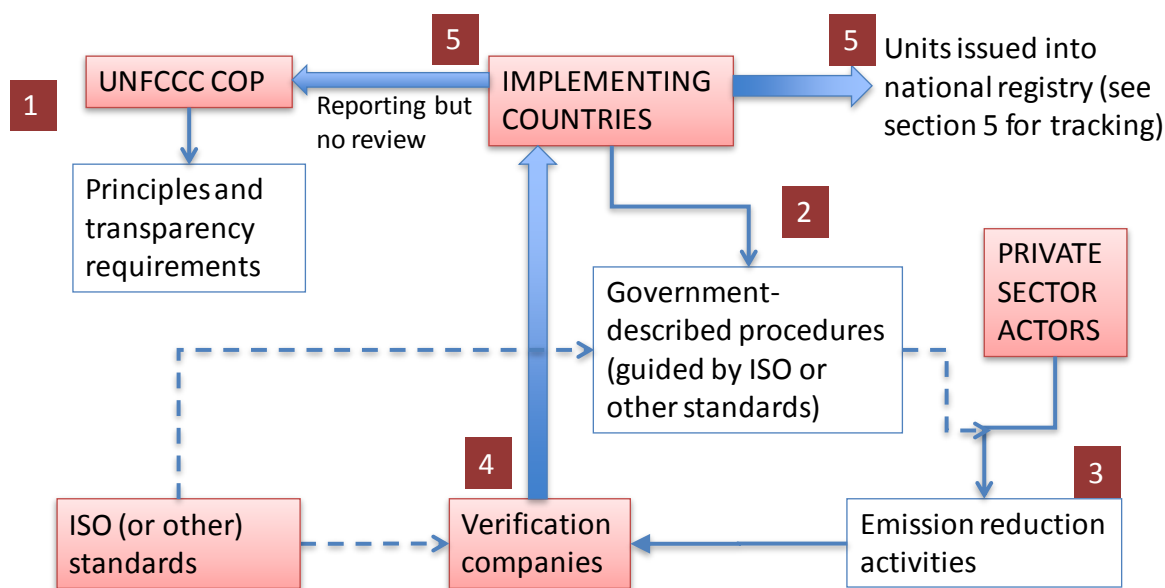 5
5
Units issued into
national registry (see
section 5 for tracking)
1
UNFCCC COP
Reporting but
no review
IMPLEMENTING
COUNTRIES
Principles and
transparency
requirements
2
PRIVATE
SECTOR
ACTORS
Government-
described procedures
(guided by ISO or
other standards)
4
3
ISO (or other)
standards
Verification
companies
Emission reduction
activities